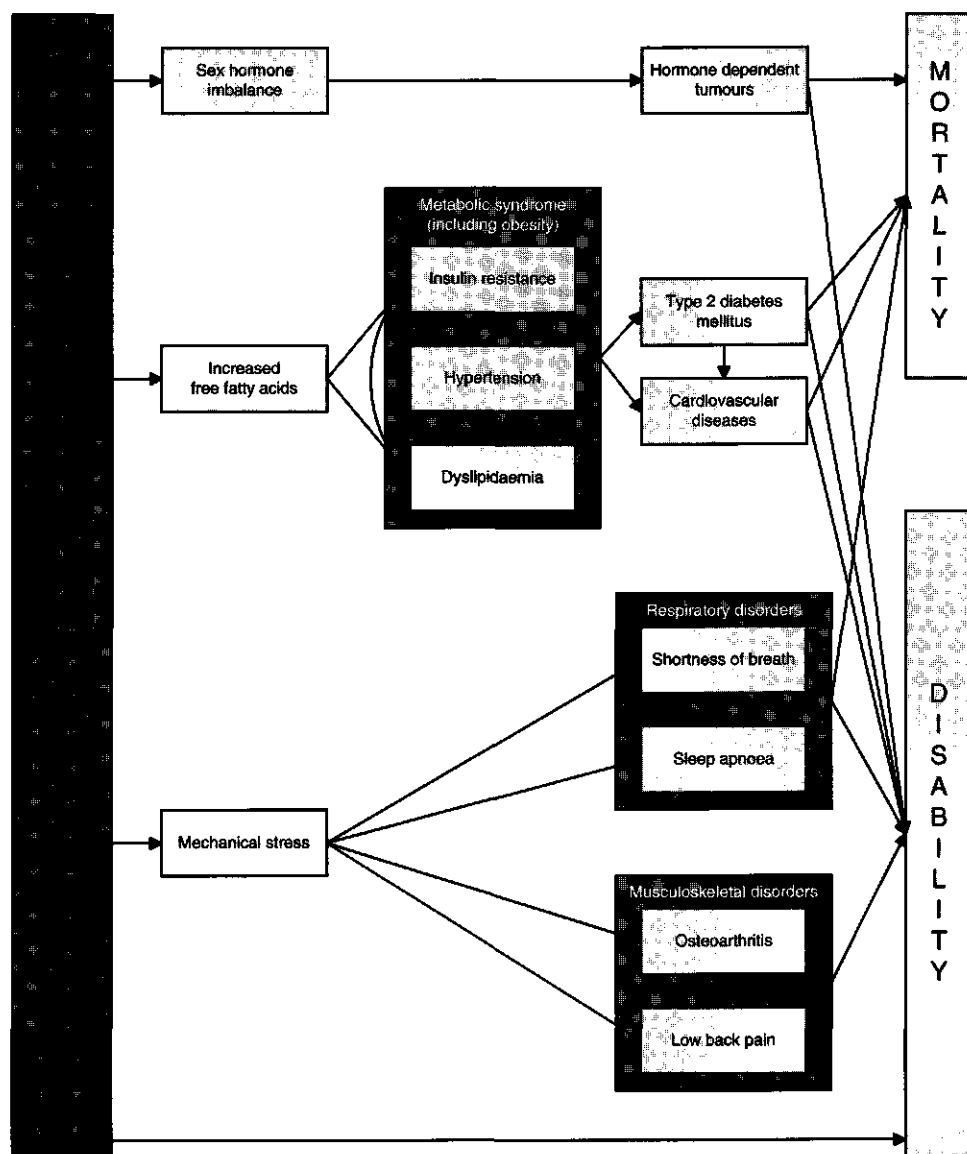 Sex hormone
imbalance
Hormone dependent
tumours
MORTALITY
Metabolic syndrome
(including obesity)
Insulin resistance
Hypertension
Dyslipidaemia
Increased
free fatty acids
Type 2 diabetes
mellitus
Cardiovascular
diseases
Respiratory disorders
Shortness of breath
Sleep apnoea
DISABILITY
Mechanical stress
Musculoskeletal disorders
Osteoarthritis
Low back pain